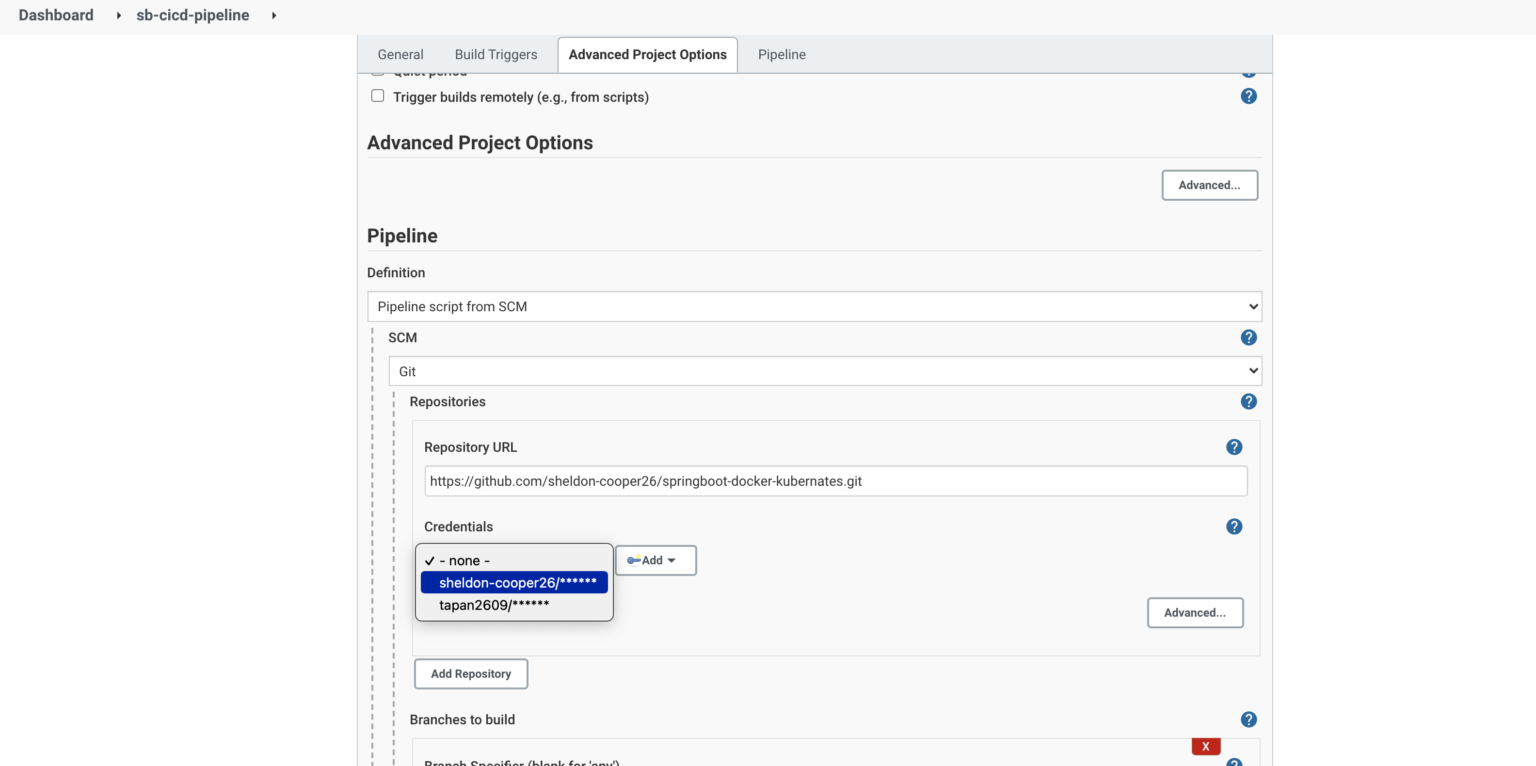 Dashboard sb-cicd-pipeline
General Build Triggers Advanced Project Options Pipeline
Quiet period ?
Trigger builds remotely (e.g., from scripts) ?
Advanced Project Options
Advanced...
Pipeline
Definition
Pipeline script from SCM
SCM ?
Git
Repositories ?
Repository URL ?
https://github.com/sheldon-cooper26/springboot-docker-kubernates.git
Credentials ?
✓ - none - Add
sheldon-cooper26/******
tapan2609/******
Advanced...
Add Repository
Branches to build ?
X
Branch Specifier (blank for 'any') ?